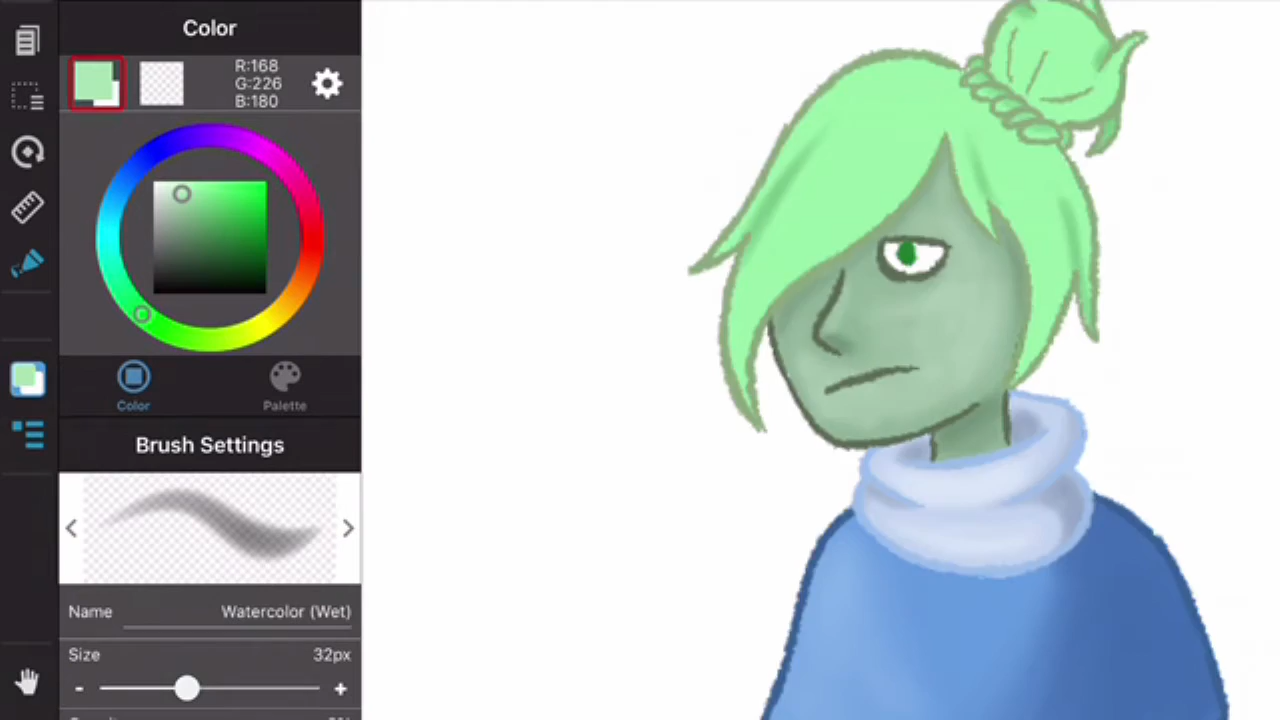 Color
R:168
G:226
B:180
Color
Palette
Brush Settings
Name Watercolor (Wet)
Size 32px
- +